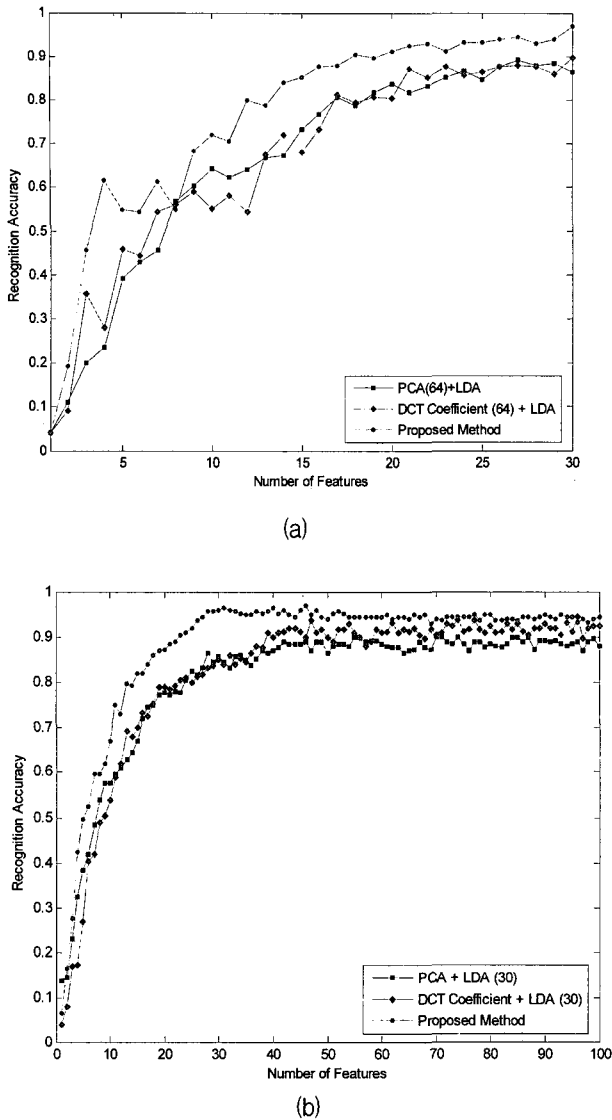 1
0.9
0.8
0.7
0.6
0.5
0.4
0.3
0.2
0.1
0
Recognition Accuracy
PCA(64)+LDA
DCT Coefficient (64) + LDA
Proposed Method
5 10 15 20 25 30
Number of Features
(a)
1
0.9
0.8
0.7
0.6
0.5
0.4
0.3
0.2
0.1
0
Recognition Accuracy
PCA + LDA (30)
DCT Coefficient + LDA (30)
Proposed Method
0 10 20 30 40 50 60 70 80 90 100
Number of Features
(b)